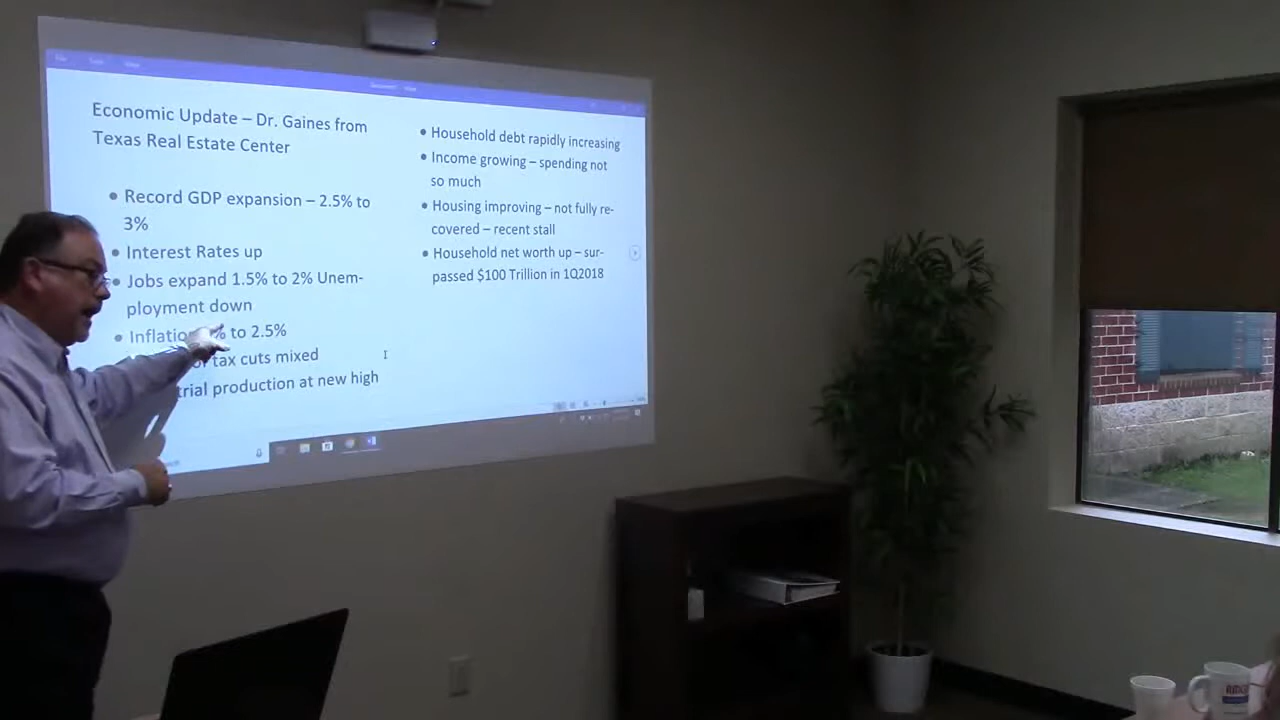 Economic Update – Dr. Gaines from
Texas Real Estate Center
• Record GDP expansion – 2.5% to
3%
• Interest Rates up
• Jobs expand 1.5% to 2% Unem-
ployment down
• Inflatio % to 2.5%
of tax cuts mixed
trial production at new high
• Household debt rapidly increasing
• Income growing – spending not
so much
• Housing improving – not fully re-
covered – recent stall
• Household net worth up – sur-
passed $100 Trillion in 1Q2018